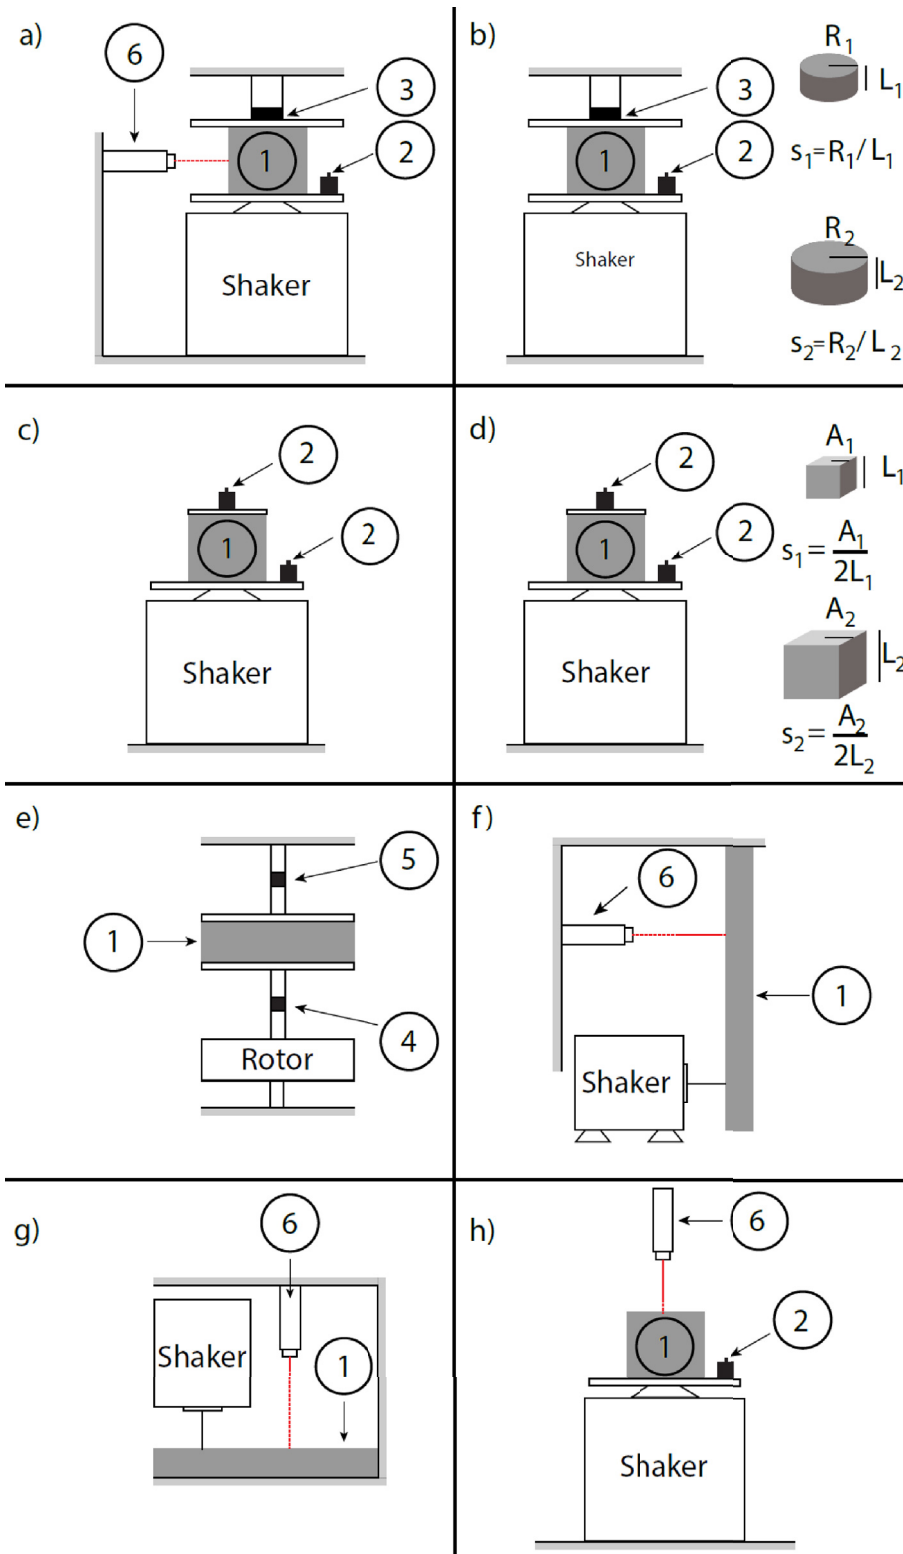 a)
6
3
2
1
Shaker
b)
3
2
1
Shaker
R1
L1
s1=R1/L1
R2
L2
s2=R2/L2
c)
2
2
1
Shaker
d)
2
2
1
Shaker
A1
L1
s1= A1
2L1
A2
L2
s2= A2
2L2
e)
5
1
4
Rotor
f)
6
1
Shaker
g)
6
1
Shaker
h)
6
2
1
Shaker